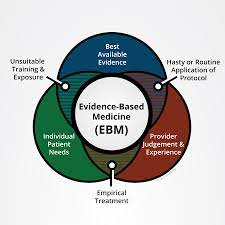 Best
Available
Evidence
Unsuitable
Training &
Exposure
Hasty or Routine
Application of
Protocol
Evidence-Based
Medicine
(EBM)
Individual
Patient
Needs
Provider
Judgement &
Experience
Empirical
Treatment